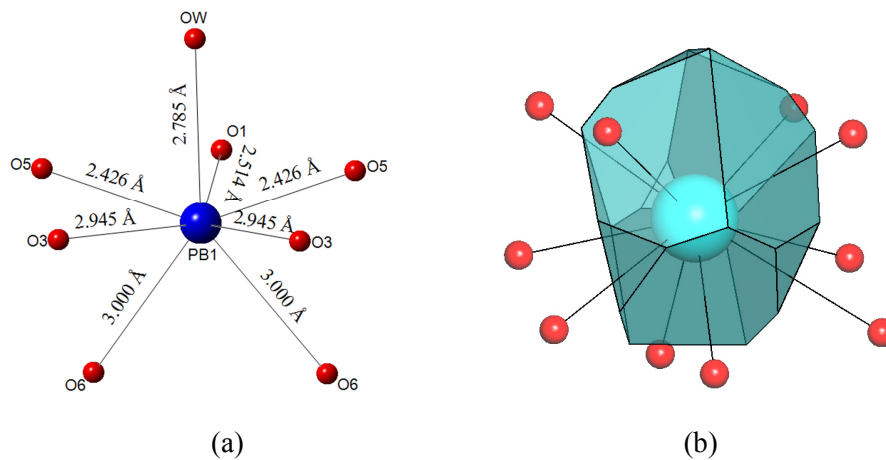 OW
2.785 Å
O1
2.514 Å
O5
2.426 Å
2.426 Å
O5
2.945 Å
2.945 Å
O3
O3
PB1
3.000 Å
3.000 Å
O6
O6
(a)
(b)